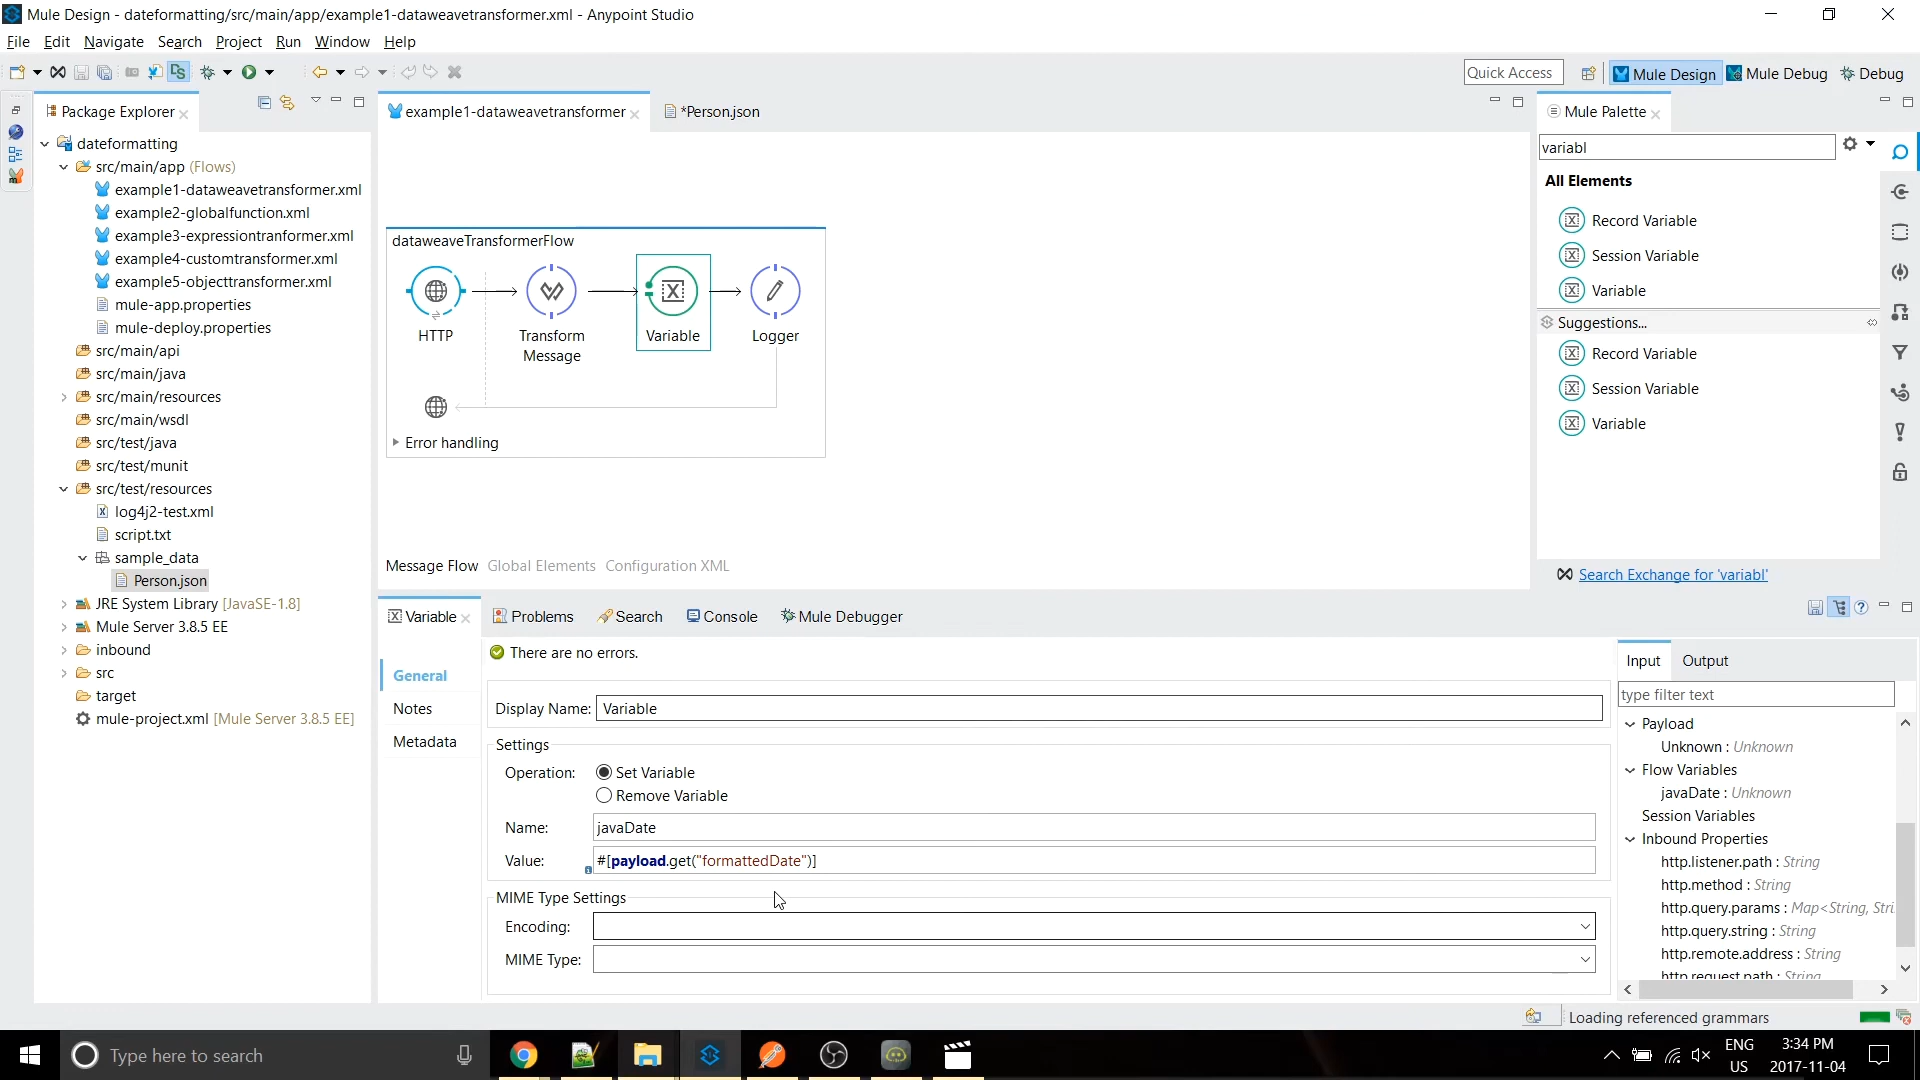 Mule Design - dateformatting/src/main/app/example1-dataweavetransformer.xml - Anypoint Studio
File Edit Navigate Search Project Run Window Help
Quick Access
Mule Design
Mule Debug
Debug
Package Explorer
dateformatting
src/main/app (Flows)
example1-dataweavetransformer.xml
example2-globalfunction.xml
example3-expressiontranformer.xml
example4-customtransformer.xml
example5-objecttransformer.xml
mule-app.properties
mule-deploy.properties
src/main/api
src/main/java
src/main/resources
src/main/wsdl
src/test/java
src/test/munit
src/test/resources
log4j2-test.xml
script.txt
sample_data
Person.json
JRE System Library [JavaSE-1.8]
Mule Server 3.8.5 EE
inbound
src
target
mule-project.xml [Mule Server 3.8.5 EE]
example1-dataweavetransformer
*Person.json
dataweaveTransformerFlow
HTTP
Transform
Message
Variable
Logger
Error handling
Message Flow Global Elements Configuration XML
Mule Palette
variabl
All Elements
Record Variable
Session Variable
Variable
Suggestions...
Record Variable
Session Variable
Variable
Search Exchange for 'variabl'
Variable
Problems
Search
Console
Mule Debugger
There are no errors.
General
Notes
Metadata
Display Name: Variable
Settings
Operation: Set Variable
Remove Variable
Name: javaDate
Value: #[payload.get("formattedDate")]
MIME Type Settings
Encoding:
MIME Type:
Input Output
type filter text
Payload
Unknown : Unknown
Flow Variables
javaDate : Unknown
Session Variables
Inbound Properties
http.listener.path : String
http.method : String
http.query.params : Map<String, Stri
http.query.string : String
http.remote.address : String
http.request.path : String
Loading referenced grammars
Type here to search
ENG
US
3:34 PM
2017-11-04